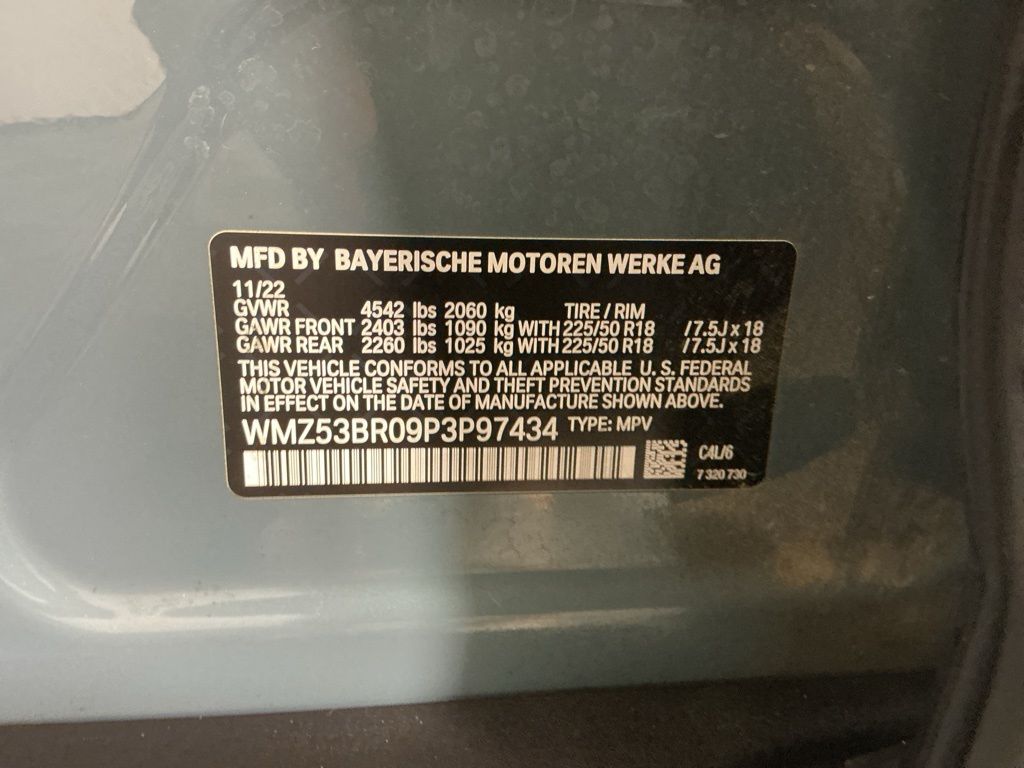 MFD BY BAYERISCHE MOTOREN WERKE AG
11/22
GVWR 4542 lbs 2060 kg TIRE / RIM
GAWR FRONT 2403 lbs 1090 kg WITH 225/50 R18 /7.5J x 18
GAWR REAR 2260 lbs 1025 kg WITH 225/50 R18 /7.5J x 18
THIS VEHICLE CONFORMS TO ALL APPLICABLE U. S. FEDERAL
MOTOR VEHICLE SAFETY AND THEFT PREVENTION STANDARDS
IN EFFECT ON THE DATE OF MANUFACTURE SHOWN ABOVE.
WMZ53BR09P3P97434 TYPE: MPV
C4L/6
7 320 730